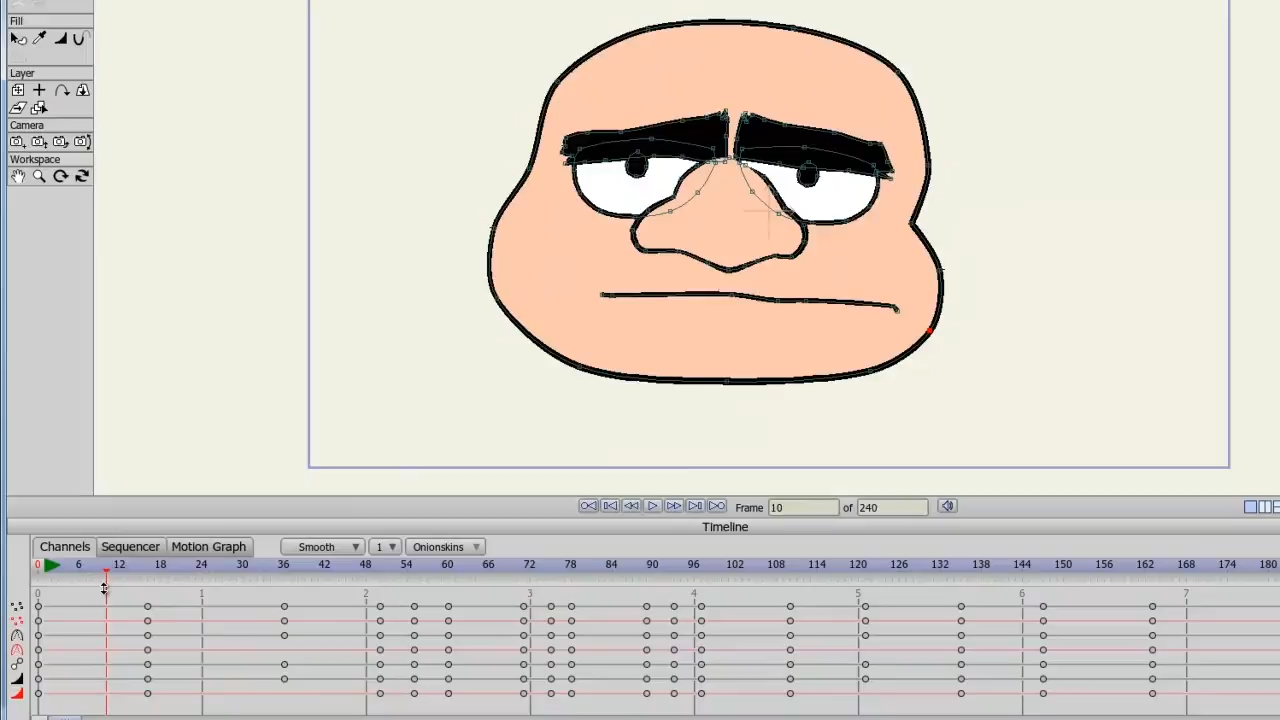 Fill
Layer
Camera
Workspace
Frame 10 of 240
Timeline
Channels Sequencer Motion Graph Smooth 1 Onionskins
0 6 12 18 24 30 36 42 48 54 60 66 72 78 84 90 96 102 108 114 120 126 132 138 144 150 156 162 168 174 180
0 1 2 3 4 5 6 7